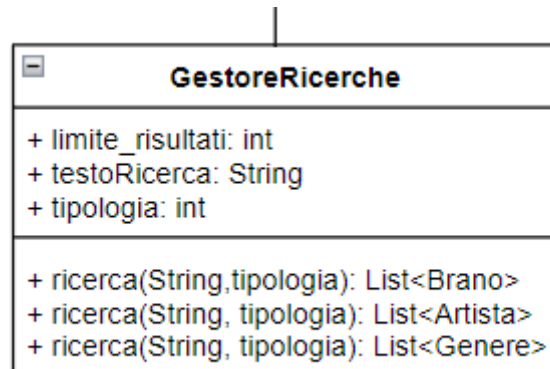 GestoreRicerche
+ limite_risultati: int
+ testoRicerca: String
+ tipologia: int
+ ricerca(String,tipologia): List<Brano>
+ ricerca(String, tipologia): List<Artista>
+ ricerca(String, tipologia): List<Genere>